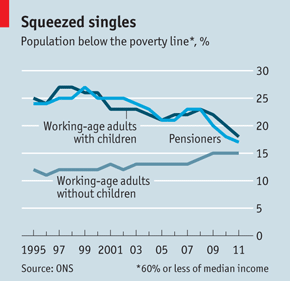 Squeezed singles
Population below the poverty line*, %
30
25
20
15
10
5
0
Working-age adults
with children
Pensioners
Working-age adults
without children
1995 97 99 2001 03 05 07 09 11
Source: ONS *60% or less of median income